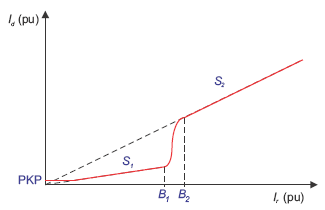 I_d (pu)
S_2
S_1
PKP
B_1 B_2
I_r (pu)